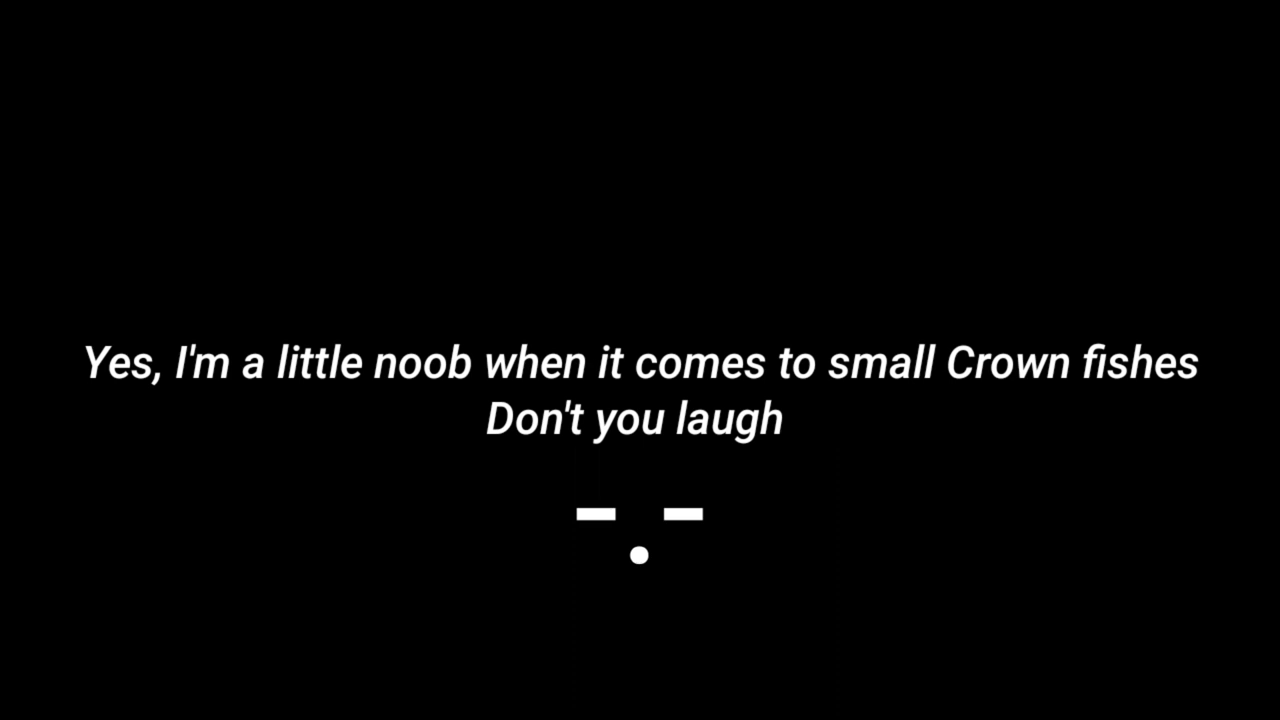 Yes, I'm a little noob when it comes to small Crown fishes
Don't you laugh
-.-